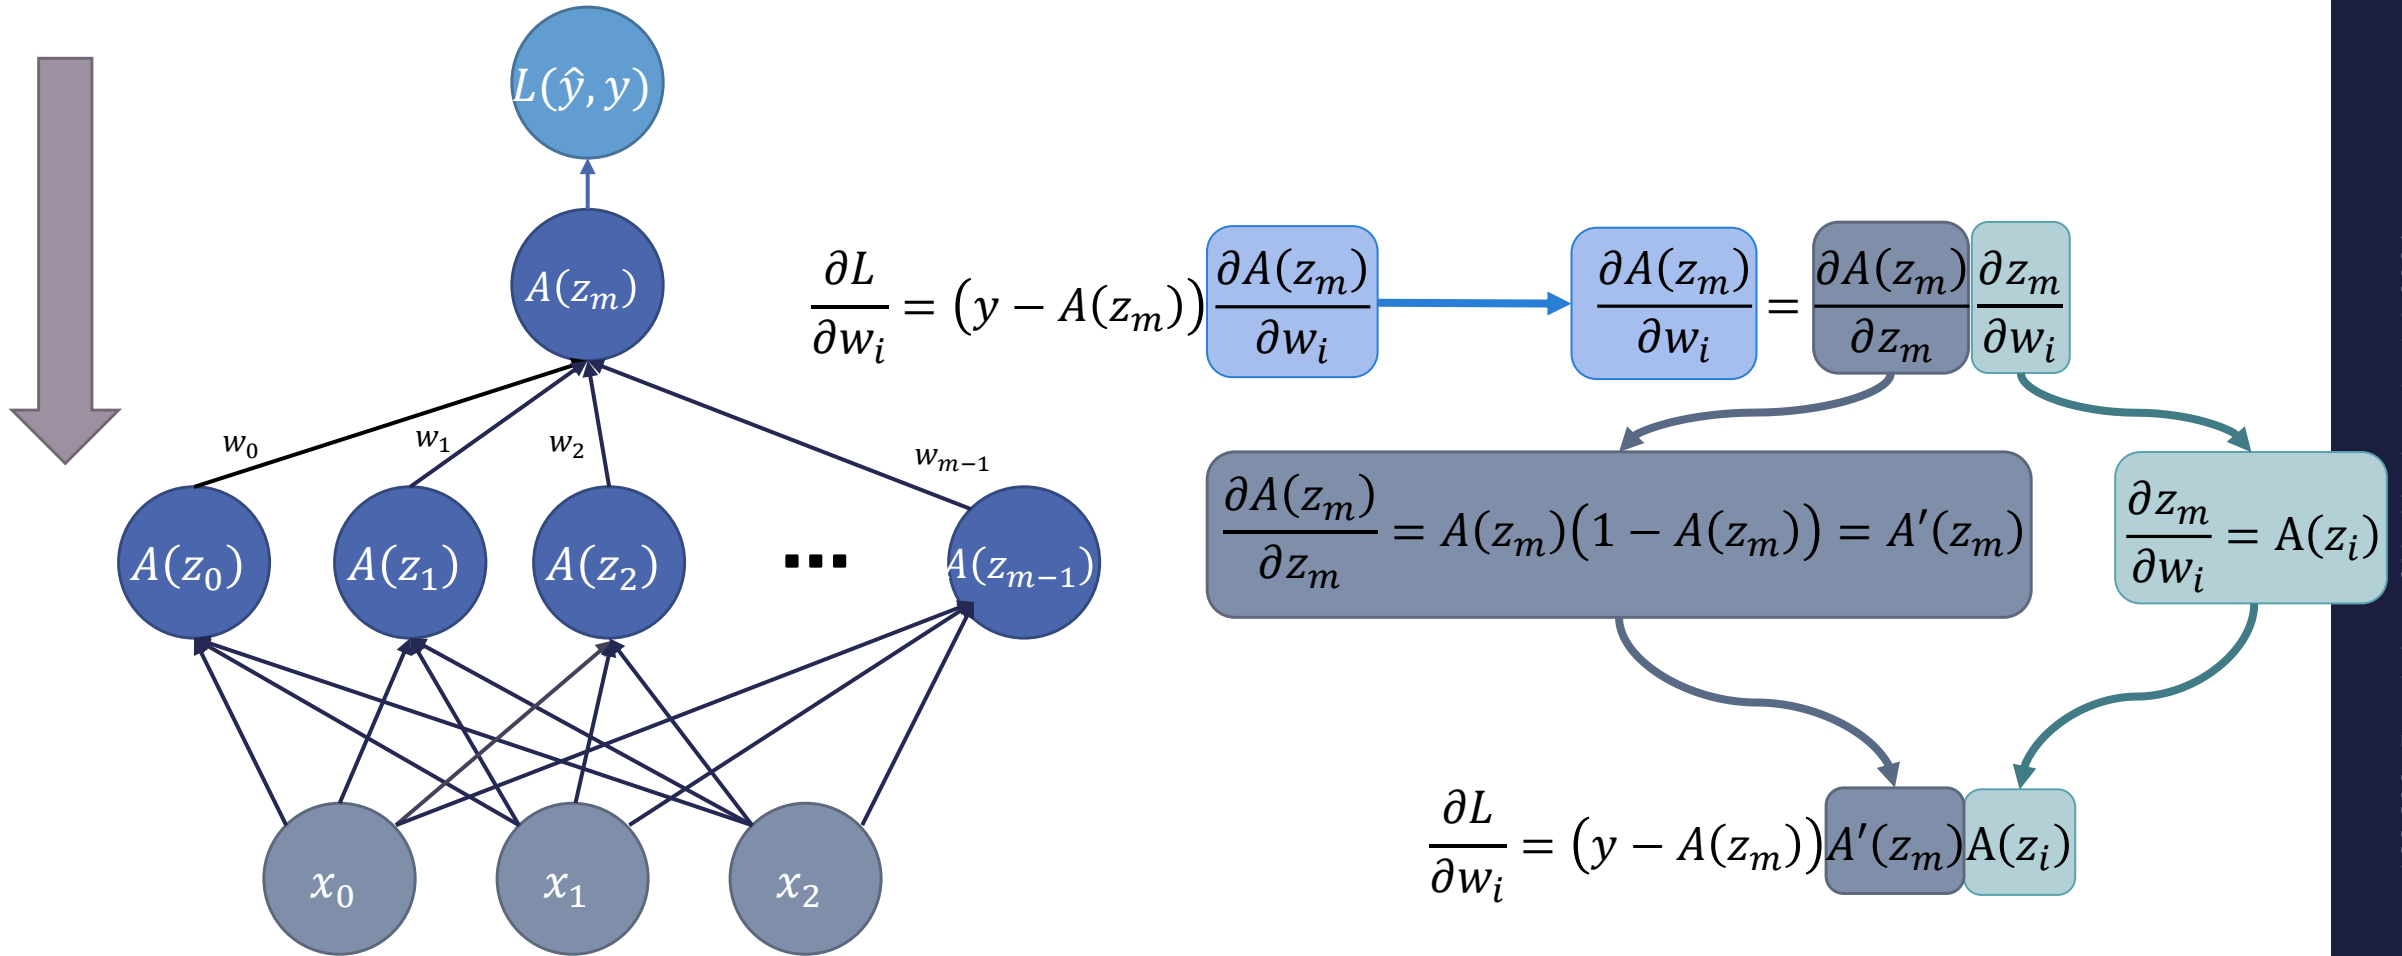 L(ŷ, y)
A(z_m)
∂L/∂w_i = (y − A(z_m)) ∂A(z_m)/∂w_i
∂A(z_m)/∂w_i = ∂A(z_m)/∂z_m ∂z_m/∂w_i
w_0
w_1
w_2
w_{m−1}
A(z_0)
A(z_1)
A(z_2)
...
A(z_{m−1})
∂A(z_m)/∂z_m = A(z_m)(1 − A(z_m)) = A′(z_m)
∂z_m/∂w_i = A(z_i)
x_0
x_1
x_2
∂L/∂w_i = (y − A(z_m))A′(z_m)A(z_i)